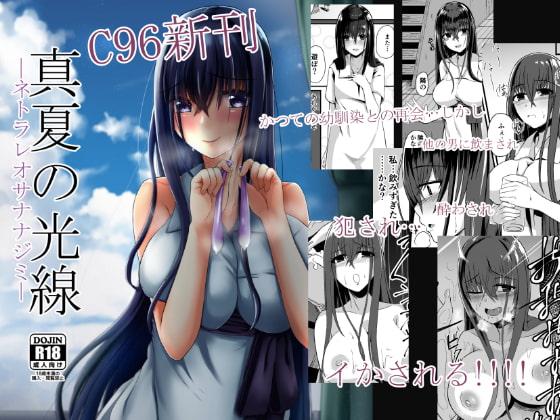 C96新刊
真夏の光線
―ネトラレオサナナジミ―
DOJIN
R18
成人向け
また…
遊ぼ?
かつての幼馴染との再会…しかし
他の男に飲まされ
私…飲みすぎた
…かな?
酔わされ
犯され…
イかされる!!!!